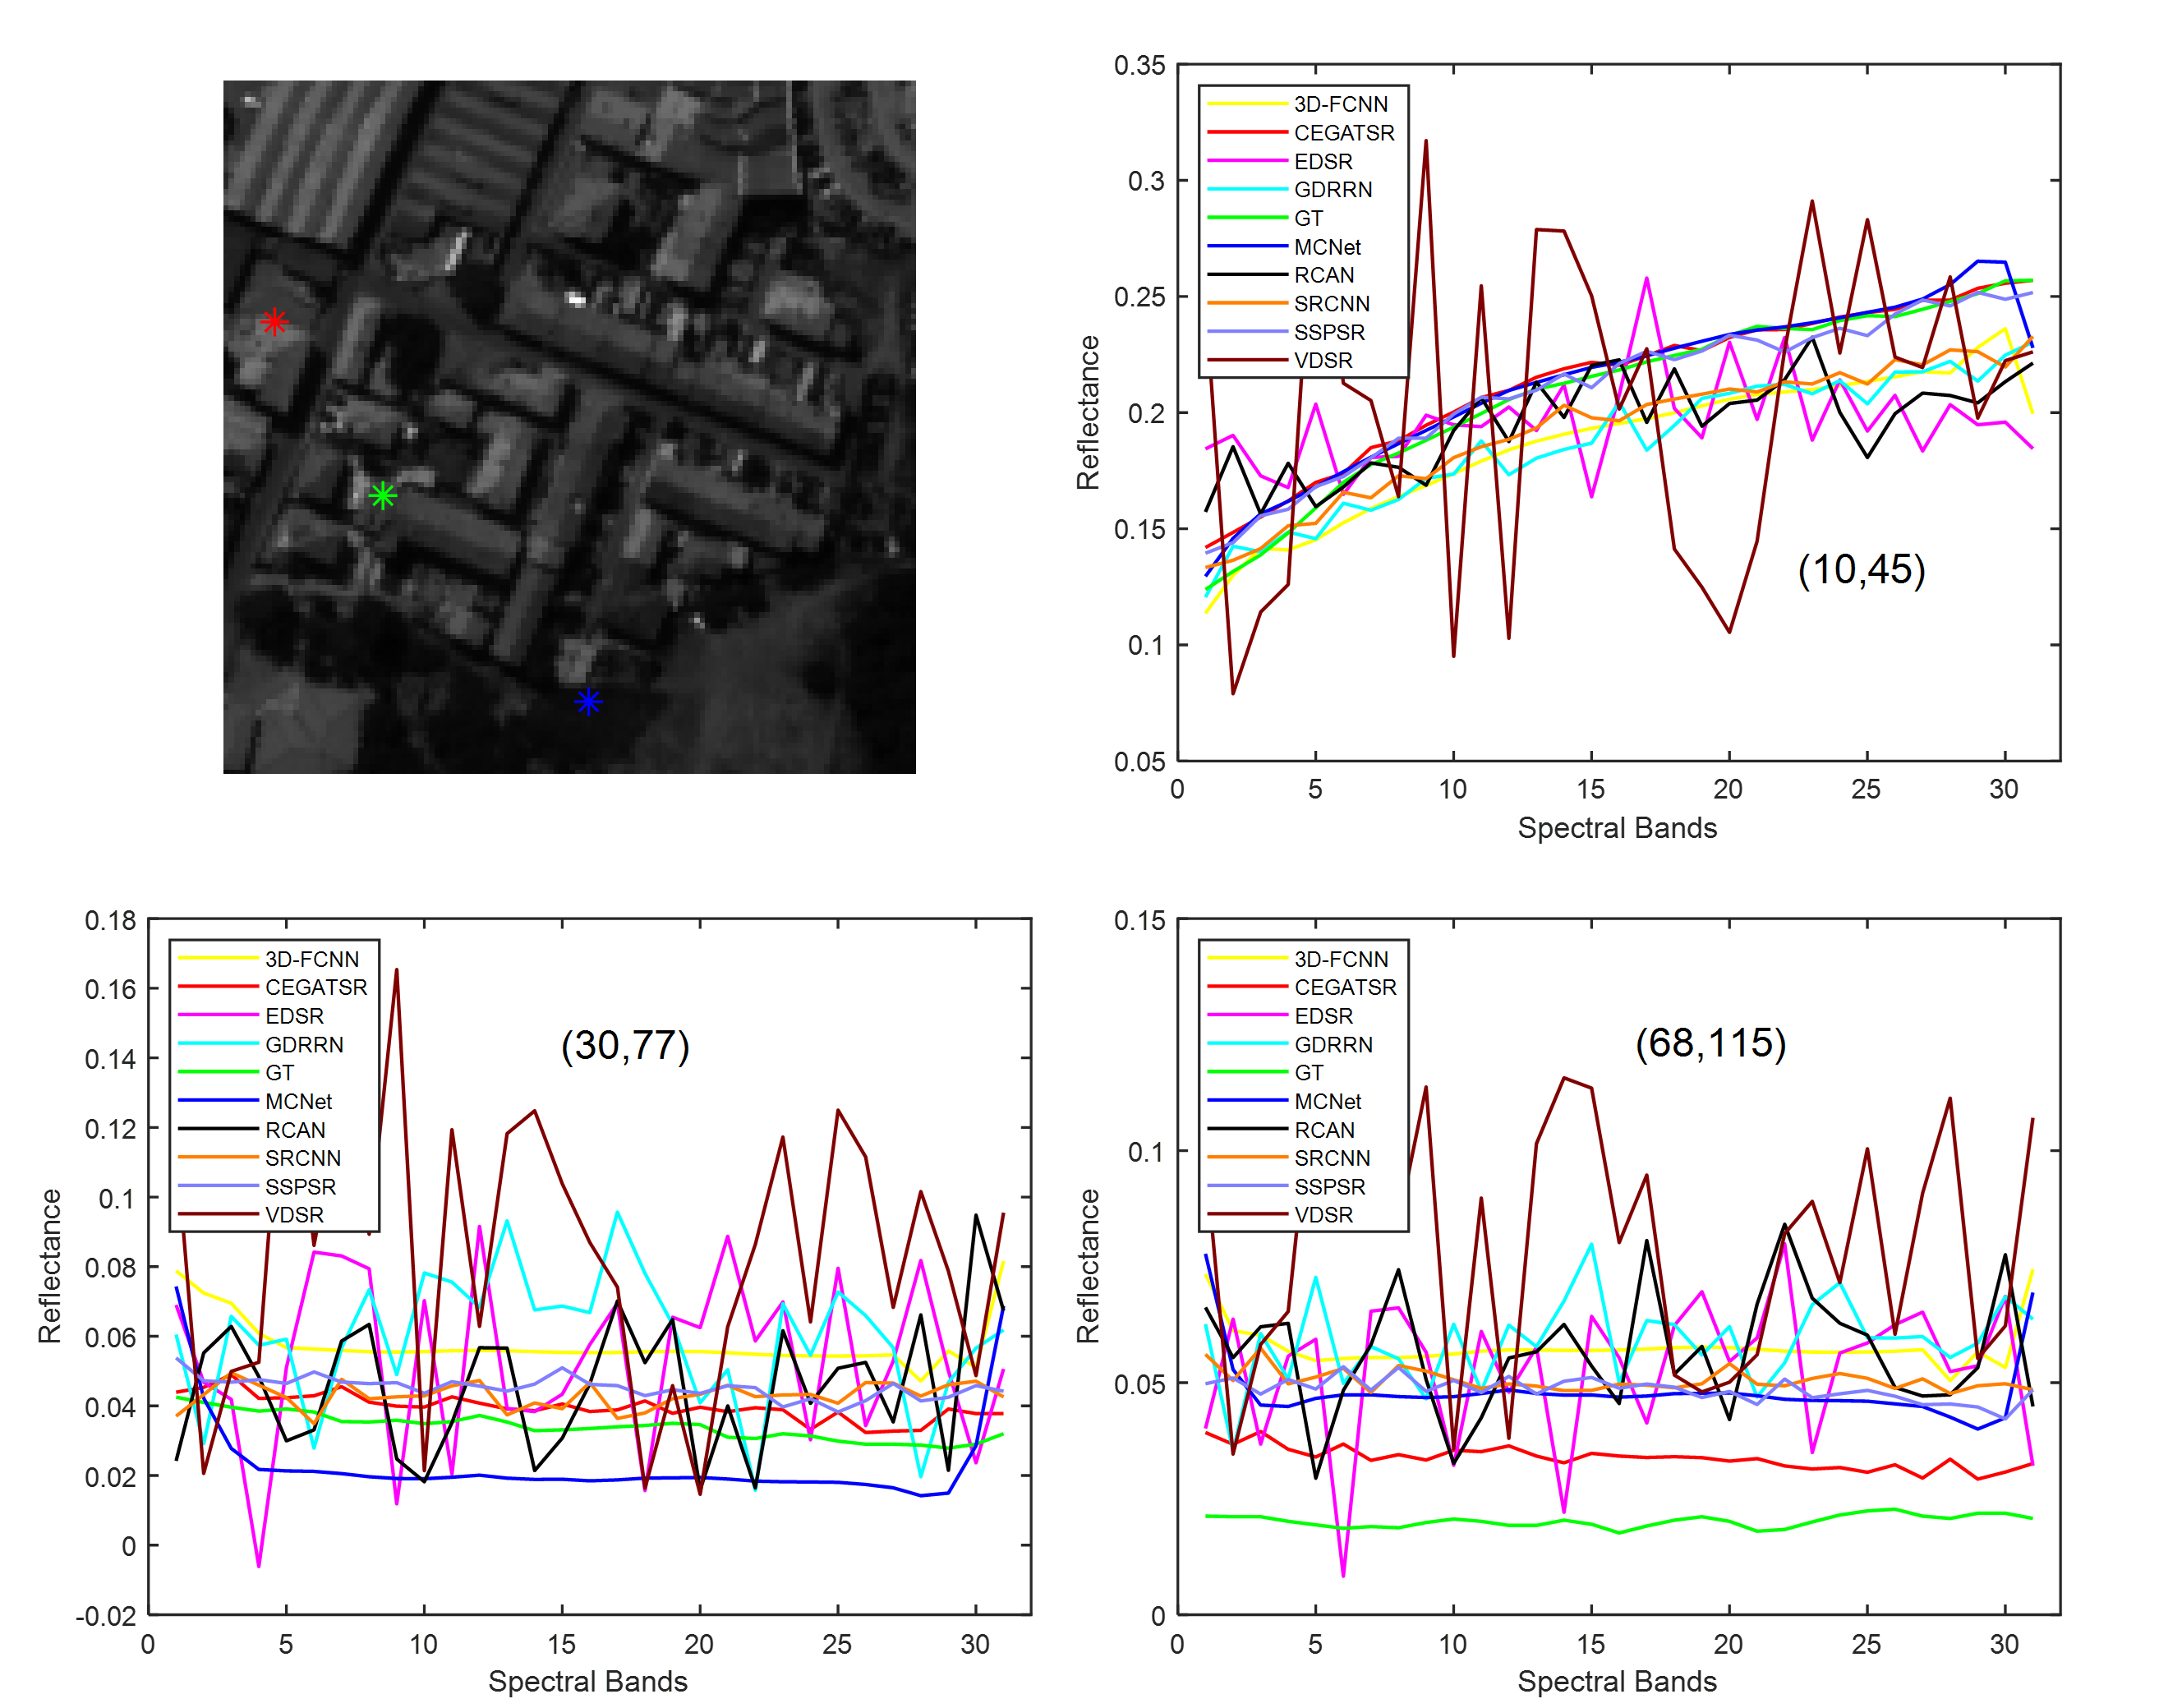 0.35
0.3
0.25
0.2
0.15
0.1
0.05
Reflectance
3D-FCNN
CEGATSR
EDSR
GDRRN
GT
MCNet
RCAN
SRCNN
SSPSR
VDSR
(10,45)
0 5 10 15 20 25 30
Spectral Bands
0.18
0.16
0.14
0.12
0.1
0.08
0.06
0.04
0.02
0
-0.02
Reflectance
3D-FCNN
CEGATSR
EDSR
GDRRN
GT
MCNet
RCAN
SRCNN
SSPSR
VDSR
(30,77)
0 5 10 15 20 25 30
Spectral Bands
0.15
0.1
0.05
0
Reflectance
3D-FCNN
CEGATSR
EDSR
GDRRN
GT
MCNet
RCAN
SRCNN
SSPSR
VDSR
(68,115)
0 5 10 15 20 25 30
Spectral Bands